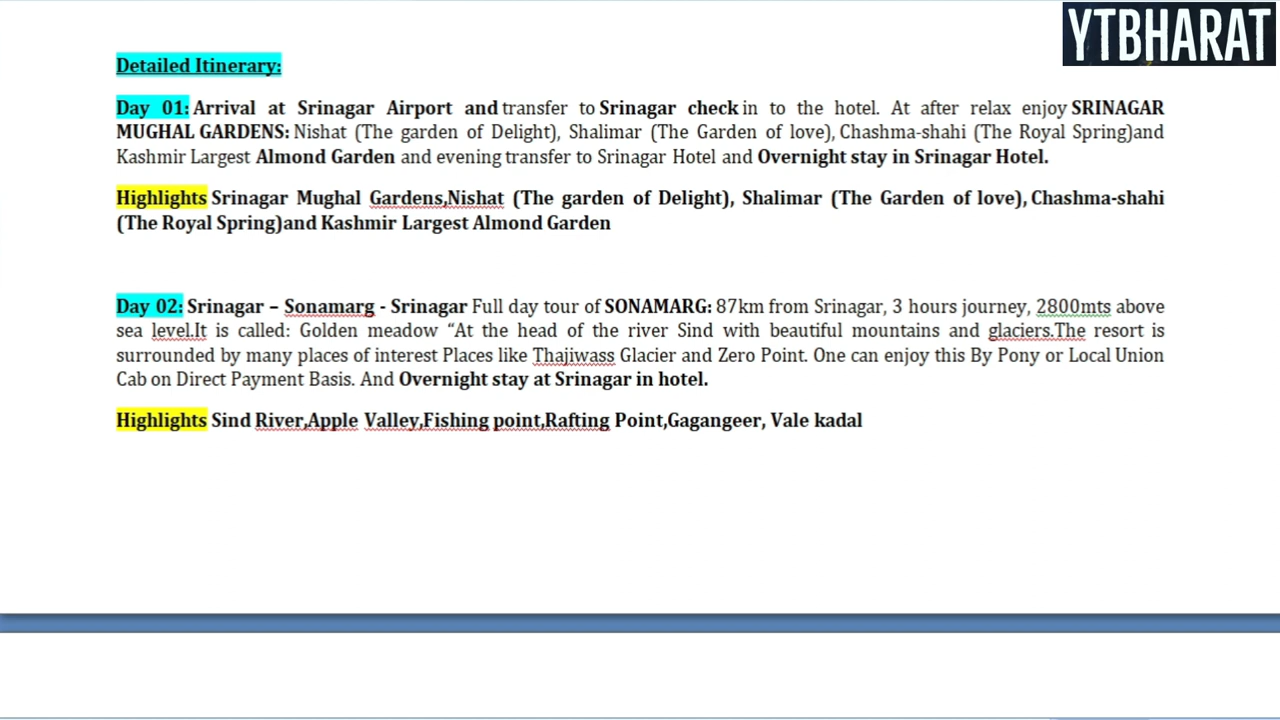 YTBHARAT
Detailed Itinerary:
Day 01: Arrival at Srinagar Airport and transfer to Srinagar check in to the hotel. At after relax enjoy SRINAGAR
MUGHAL GARDENS: Nishat (The garden of Delight), Shalimar (The Garden of love), Chashma-shahi (The Royal Spring)and
Kashmir Largest Almond Garden and evening transfer to Srinagar Hotel and Overnight stay in Srinagar Hotel.
Highlights Srinagar Mughal Gardens,Nishat (The garden of Delight), Shalimar (The Garden of love), Chashma-shahi
(The Royal Spring)and Kashmir Largest Almond Garden
Day 02: Srinagar – Sonamarg - Srinagar Full day tour of SONAMARG: 87km from Srinagar, 3 hours journey, 2800mts above
sea level.It is called: Golden meadow “At the head of the river Sind with beautiful mountains and glaciers.The resort is
surrounded by many places of interest Places like Thajiwass Glacier and Zero Point. One can enjoy this By Pony or Local Union
Cab on Direct Payment Basis. And Overnight stay at Srinagar in hotel.
Highlights Sind River,Apple Valley,Fishing point,Rafting Point,Gagangeer, Vale kadal